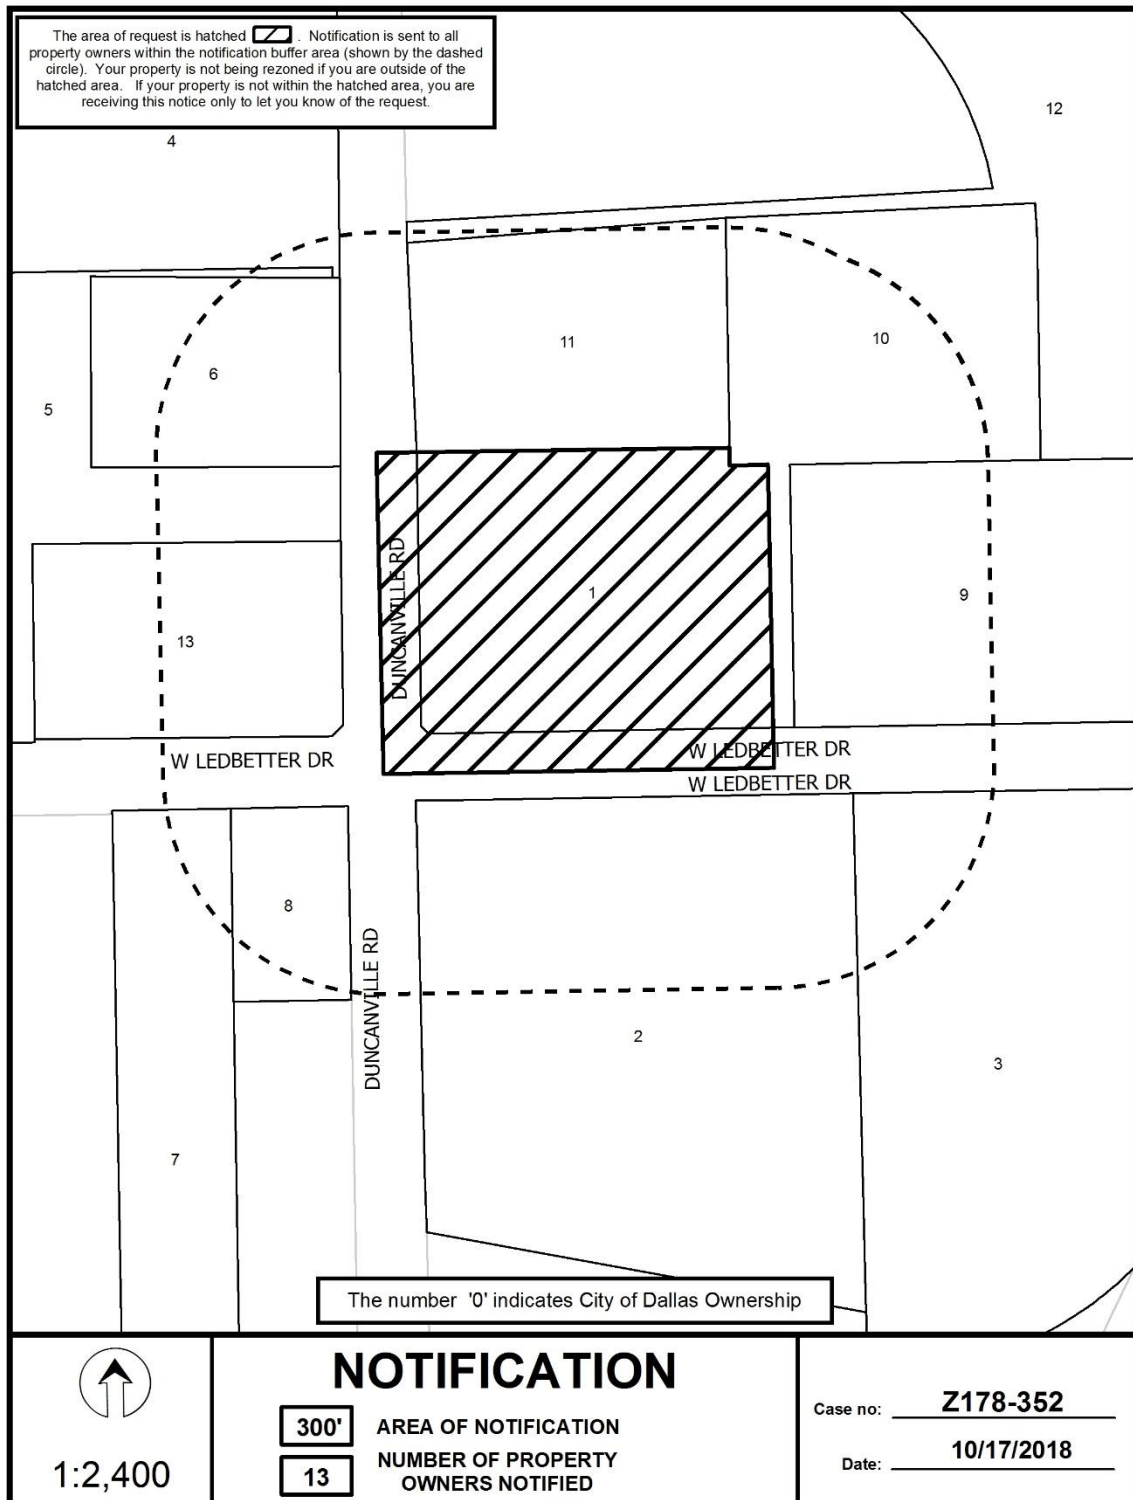 The area of request is hatched . Notification is sent to all
property owners within the notification buffer area (shown by the dashed
circle). Your property is not being rezoned if you are outside of the
hatched area. If your property is not within the hatched area, you are
receiving this notice only to let you know of the request.
12
4
11
10
6
5
1
9
DUNCANVILLE RD
13
W LEDBETTER DR
W LEDBETTER DR
W LEDBETTER DR
8
DUNCANVILLE RD
2
3
7
The number '0' indicates City of Dallas Ownership
1:2,400
NOTIFICATION
300' AREA OF NOTIFICATION
13 NUMBER OF PROPERTY
OWNERS NOTIFIED
Case no: Z178-352
Date: 10/17/2018